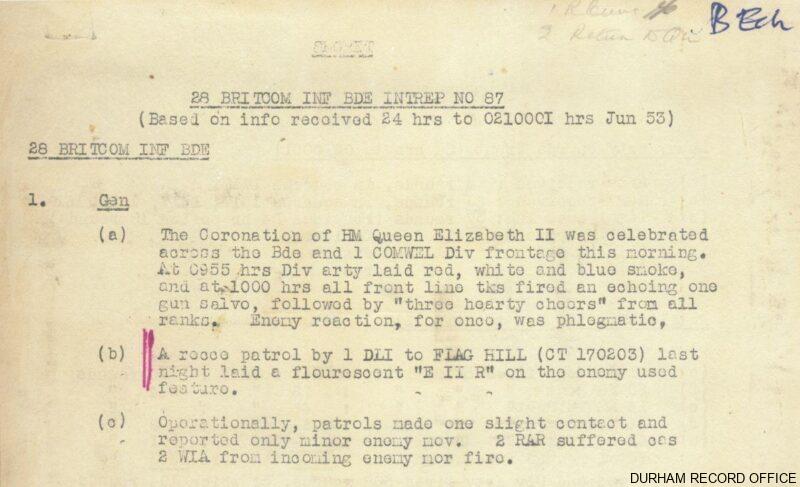 B Ech
SECRET
28 BRITCOM INF BDE INTREP NO 87
(Based on info received 24 hrs to 021000I hrs Jun 53)
28 BRITCOM INF BDE
1. Gen
(a) The Coronation of HM Queen Elizabeth II was celebrated
across the Bde and 1 COMWEL Div frontage this morning.
At 0955 hrs Div arty laid red, white and blue smoke,
and at 1000 hrs all front line tks fired an echoing one
gun salvo, followed by "three hearty cheers" from all
ranks. Enemy reaction, for once, was phlegmatic,
(b) A recce patrol by 1 DLI to FLAG HILL (CT 170203) last
night laid a flourescent "E II R" on the enemy used
feature.
(c) Operationally, patrols made one slight contact and
reported only minor enemy mov. 2 RAR suffered cas
2 WIA from incoming enemy mor fire.
DURHAM RECORD OFFICE